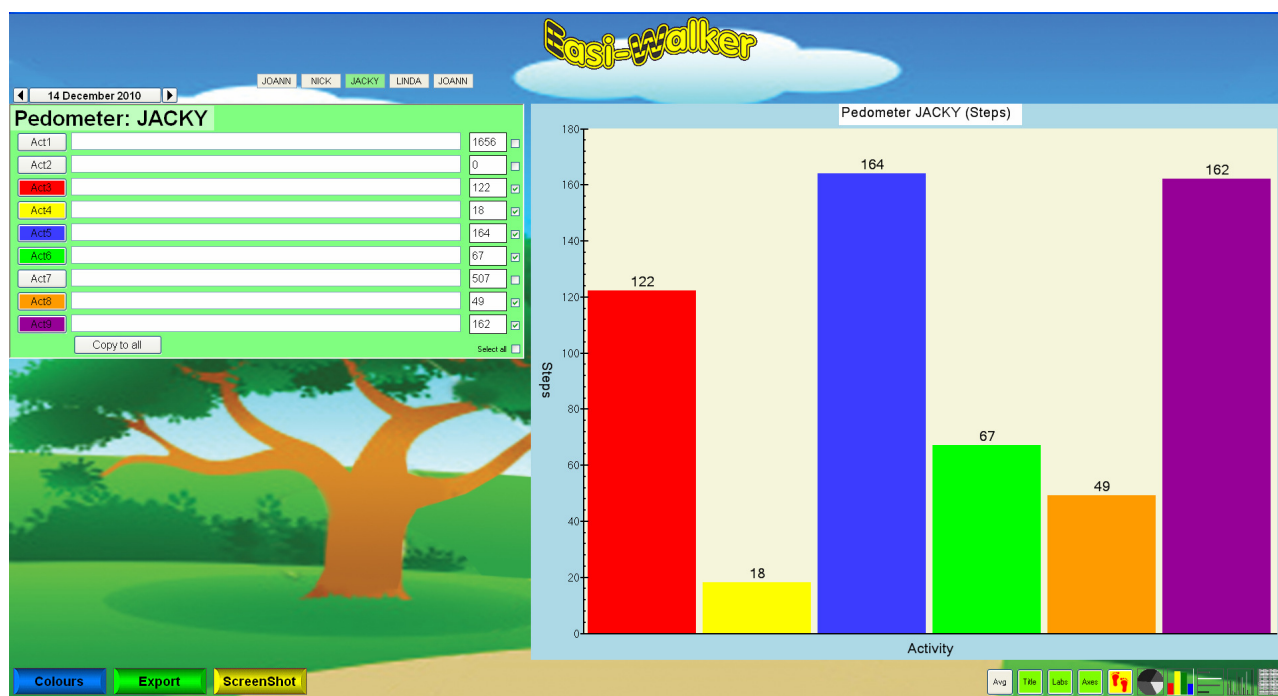 Easi-Walker
JOANN NICK JACKY LINDA JOANN
14 December 2010
Pedometer: JACKY
Act1 1656
Act2 0
Act3 122
Act4 18
Act5 164
Act6 67
Act7 507
Act8 49
Act9 162
Copy to all
Select all
Pedometer JACKY (Steps)
180
160
140
120
100
80
60
40
20
0
Steps
122
18
164
67
49
162
Activity
Colours Export ScreenShot
Avg Title Labs Axes